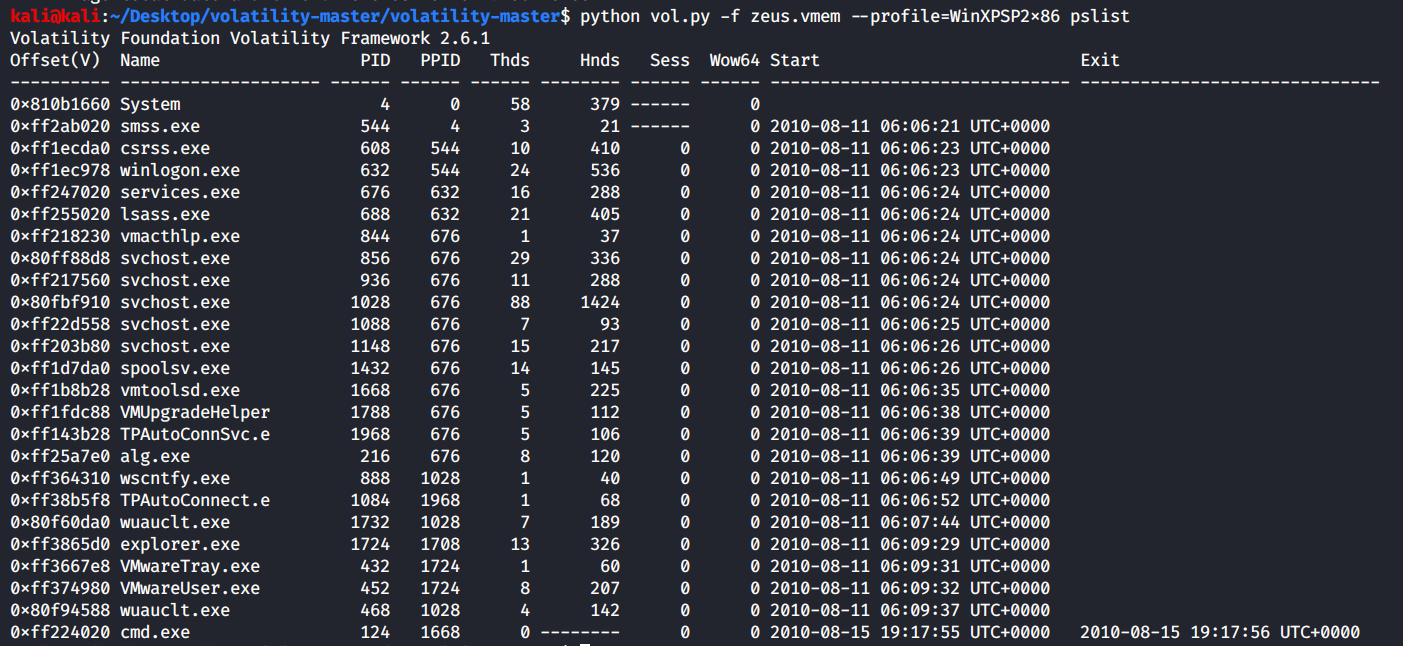 kali@kali:~/Desktop/volatility-master/volatility-master$ python vol.py -f zeus.vmem --profile=WinXPSP2×86 pslist
Volatility Foundation Volatility Framework 2.6.1
Offset(V)  Name                    PID   PPID   Thds     Hnds   Sess  Wow64 Start                          Exit
---------- -------------------- ------ ------ ------ -------- ------ ------ ------------------------------ ------------------------------
0×810b1660 System                    4      0     58      379 ------      0
0×ff2ab020 smss.exe                544      4      3       21 ------      0 2010-08-11 06:06:21 UTC+0000
0×ff1ecda0 csrss.exe               608    544     10      410      0      0 2010-08-11 06:06:23 UTC+0000
0×ff1ec978 winlogon.exe            632    544     24      536      0      0 2010-08-11 06:06:23 UTC+0000
0×ff247020 services.exe            676    632     16      288      0      0 2010-08-11 06:06:24 UTC+0000
0×ff255020 lsass.exe               688    632     21      405      0      0 2010-08-11 06:06:24 UTC+0000
0×ff218230 vmacthlp.exe            844    676      1       37      0      0 2010-08-11 06:06:24 UTC+0000
0×80ff88d8 svchost.exe             856    676     29      336      0      0 2010-08-11 06:06:24 UTC+0000
0×ff217560 svchost.exe             936    676     11      288      0      0 2010-08-11 06:06:24 UTC+0000
0×80fbf910 svchost.exe            1028    676     88     1424      0      0 2010-08-11 06:06:24 UTC+0000
0×ff22d558 svchost.exe            1088    676      7       93      0      0 2010-08-11 06:06:25 UTC+0000
0×ff203b80 svchost.exe            1148    676     15      217      0      0 2010-08-11 06:06:26 UTC+0000
0×ff1d7da0 spoolsv.exe            1432    676     14      145      0      0 2010-08-11 06:06:26 UTC+0000
0×ff1b8b28 vmtoolsd.exe           1668    676      5      225      0      0 2010-08-11 06:06:35 UTC+0000
0×ff1fdc88 VMUpgradeHelper        1788    676      5      112      0      0 2010-08-11 06:06:38 UTC+0000
0×ff143b28 TPAutoConnSvc.e        1968    676      5      106      0      0 2010-08-11 06:06:39 UTC+0000
0×ff25a7e0 alg.exe                 216    676      8      120      0      0 2010-08-11 06:06:39 UTC+0000
0×ff364310 wscntfy.exe             888   1028      1       40      0      0 2010-08-11 06:06:49 UTC+0000
0×ff38b5f8 TPAutoConnect.e        1084   1968      1       68      0      0 2010-08-11 06:06:52 UTC+0000
0×80f60da0 wuauclt.exe            1732   1028      7      189      0      0 2010-08-11 06:07:44 UTC+0000
0×ff3865d0 explorer.exe           1724   1708     13      326      0      0 2010-08-11 06:09:29 UTC+0000
0×ff3667e8 VMwareTray.exe          432   1724      1       60      0      0 2010-08-11 06:09:31 UTC+0000
0×ff374980 VMwareUser.exe          452   1724      8      207      0      0 2010-08-11 06:09:32 UTC+0000
0×80f94588 wuauclt.exe             468   1028      4      142      0      0 2010-08-11 06:09:37 UTC+0000
0×ff224020 cmd.exe                 124   1668      0 --------      0      0 2010-08-15 19:17:55 UTC+0000   2010-08-15 19:17:56 UTC+0000